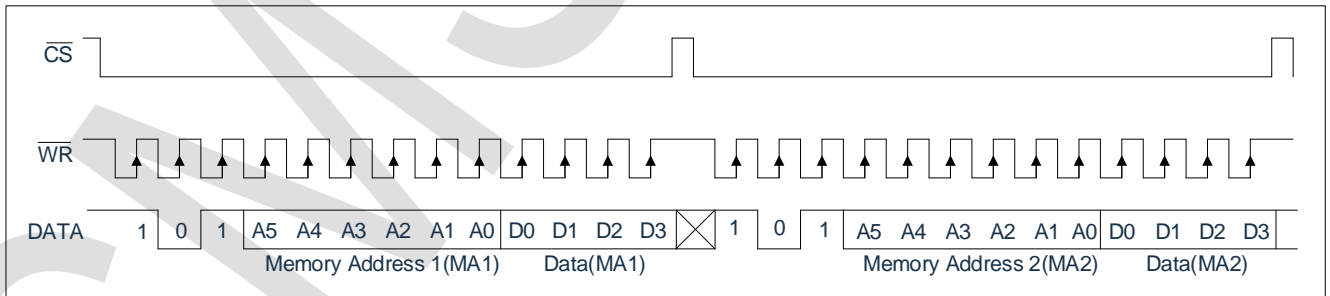 CS
WR
DATA 1 0 1 A5 A4 A3 A2 A1 A0 D0 D1 D2 D3 1 0 1 A5 A4 A3 A2 A1 A0 D0 D1 D2 D3
Memory Address 1(MA1) Data(MA1) Memory Address 2(MA2) Data(MA2)